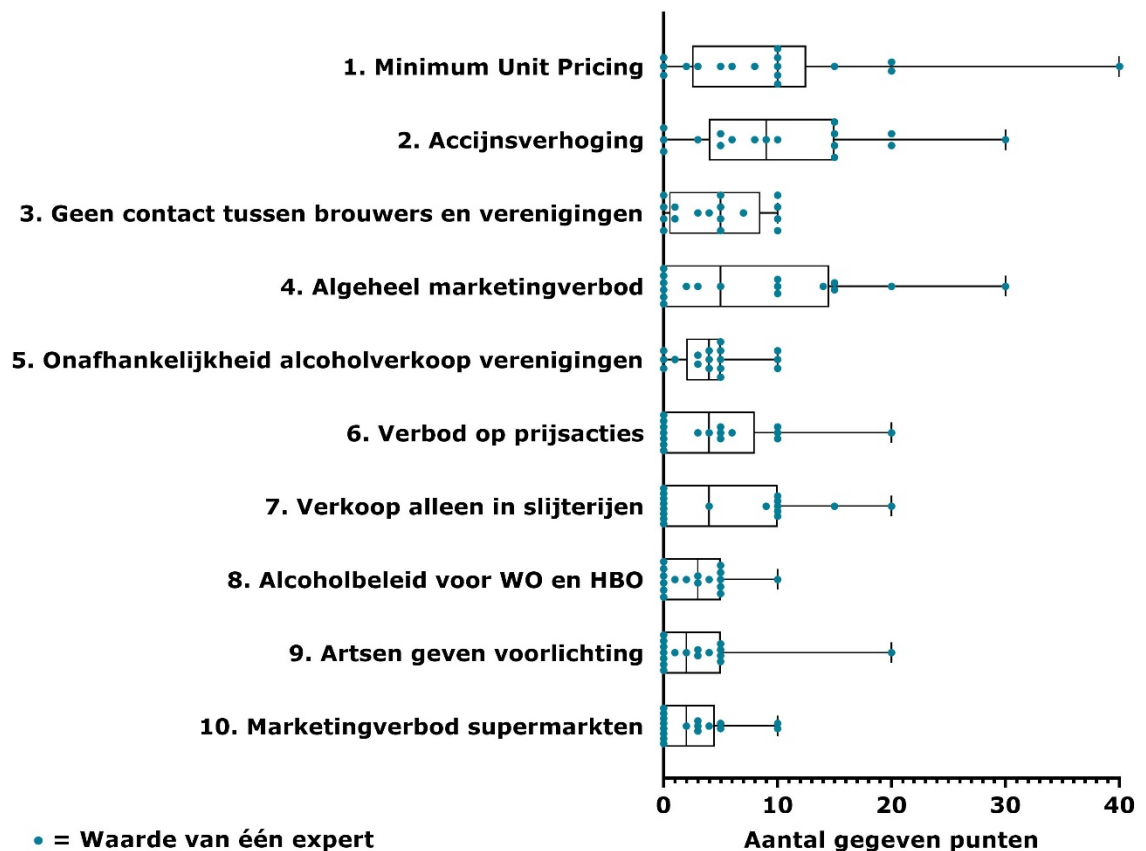 1. Minimum Unit Pricing
2. Accijnsverhoging
3. Geen contact tussen brouwers en verenigingen
4. Algeheel marketingverbod
5. Onafhankelijkheid alcoholverkoop verenigingen
6. Verbod op prijsacties
7. Verkoop alleen in slijterijen
8. Alcoholbeleid voor WO en HBO
9. Artsen geven voorlichting
10. Marketingverbod supermarkten
0 10 20 30 40
Aantal gegeven punten
= Waarde van één expert